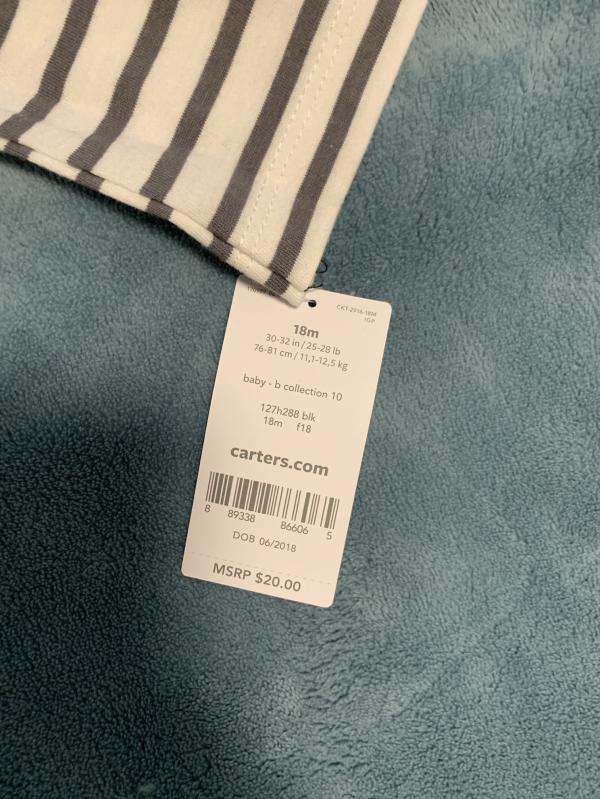 CKT-2916-18M
IGP
18m
30-32 in / 25-28 lb
76-81 cm / 11,1-12,5 kg
baby - b collection 10
127h288 blk
18m f18
carters.com
8 89338 86606 5
DOB 06/2018
MSRP $20.00